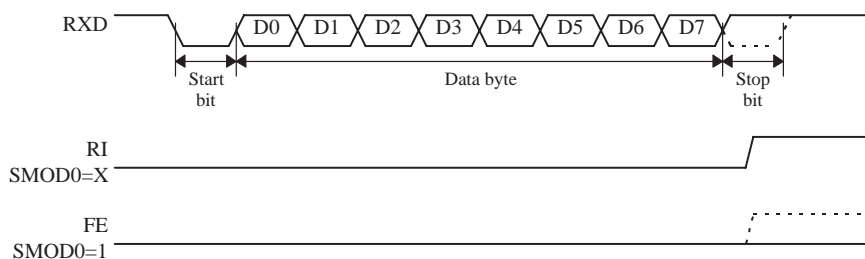 RXD
D0 D1 D2 D3 D4 D5 D6 D7
Start
bit
Data byte
Stop
bit
RI
SMOD0=X
FE
SMOD0=1